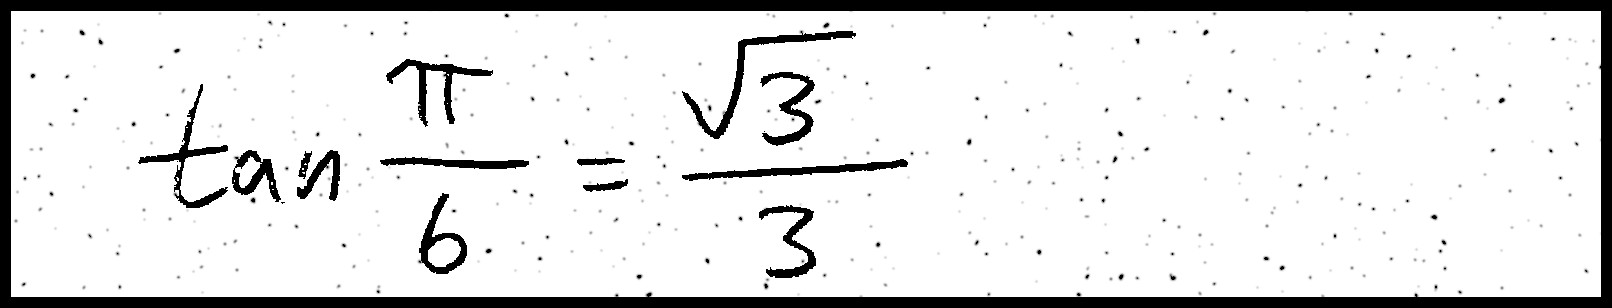 tan π/6 = √3/3